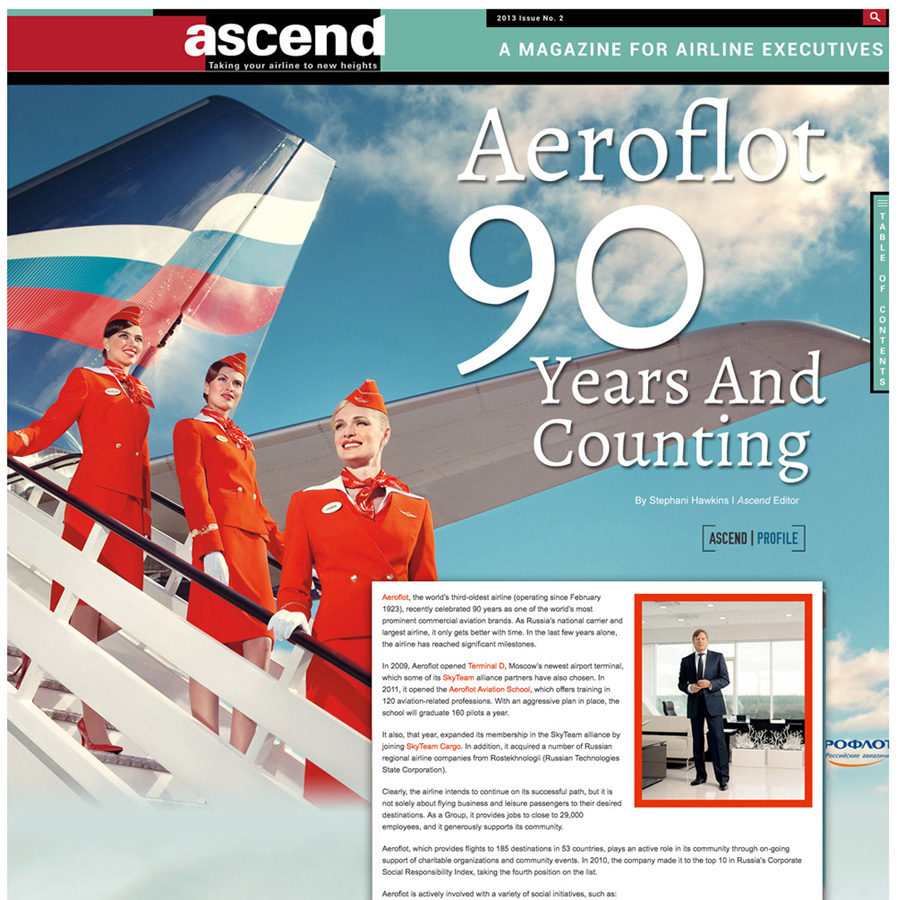 2013 Issue No. 2
ascend
Taking your airline to new heights
A MAGAZINE FOR AIRLINE EXECUTIVES
Aeroflot
90
Years And
Counting
TABLE OF CONTENTS
By Stephani Hawkins I Ascend Editor
ASCEND | PROFILE
Aeroflot, the world's third-oldest airline (operating since February
1923), recently celebrated 90 years as one of the world's most
prominent commercial aviation brands. As Russia's national carrier and
largest airline, it only gets better with time. In the last few years alone,
the airline has reached significant milestones.
In 2009, Aeroflot opened Terminal D, Moscow's newest airport terminal,
which some of its SkyTeam alliance partners have also chosen. In
2011, it opened the Aeroflot Aviation School, which offers training in
120 aviation-related professions. With an aggressive plan in place, the
school will graduate 160 pilots a year.
It also, that year, expanded its membership in the SkyTeam alliance by
joining SkyTeam Cargo. In addition, it acquired a number of Russian
regional airline companies from Rostekhnologii (Russian Technologies
State Corporation).
Clearly, the airline intends to continue on its successful path, but it is
not solely about flying business and leisure passengers to their desired
destinations. As a Group, it provides jobs to close to 29,000
employees, and it generously supports its community.
Aeroflot, which provides flights to 185 destinations in 53 countries, plays an active role in its community through on-going
support of charitable organizations and community events. In 2010, the company made it to the top 10 in Russia's Corporate
Social Responsibility Index, taking the fourth position on the list.
Aeroflot is actively involved with a variety of social initiatives, such as:
РОФЛОТ
Российские авиалини